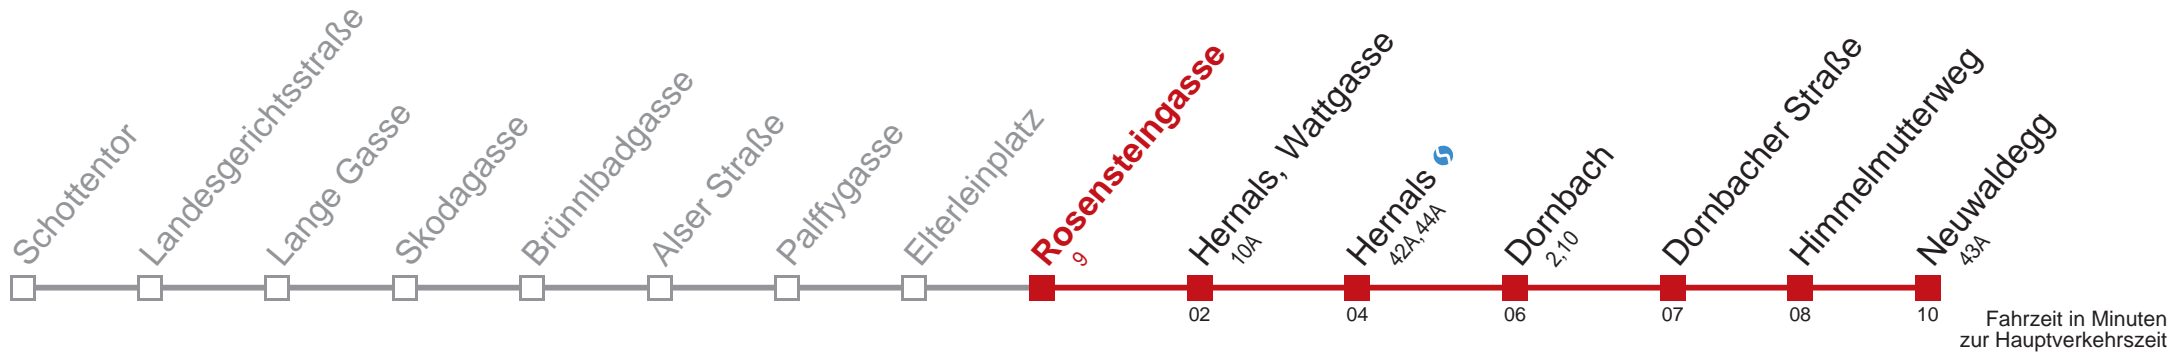 Schottentor
Landesgerichtsstraße
Lange Gasse
Skodagasse
Brünnlbadgasse
Alser Straße
Palffygasse
Elterleinplatz
Rosensteingasse
9
Hernals, Wattgasse
10A
Hernals
42A,44A
Dornbach
2,10
Dornbacher Straße
Himmelmutterweg
Neuwaldegg
43A
02
04
06
07
08
10
Fahrzeit in Minuten
zur Hauptverkehrszeit